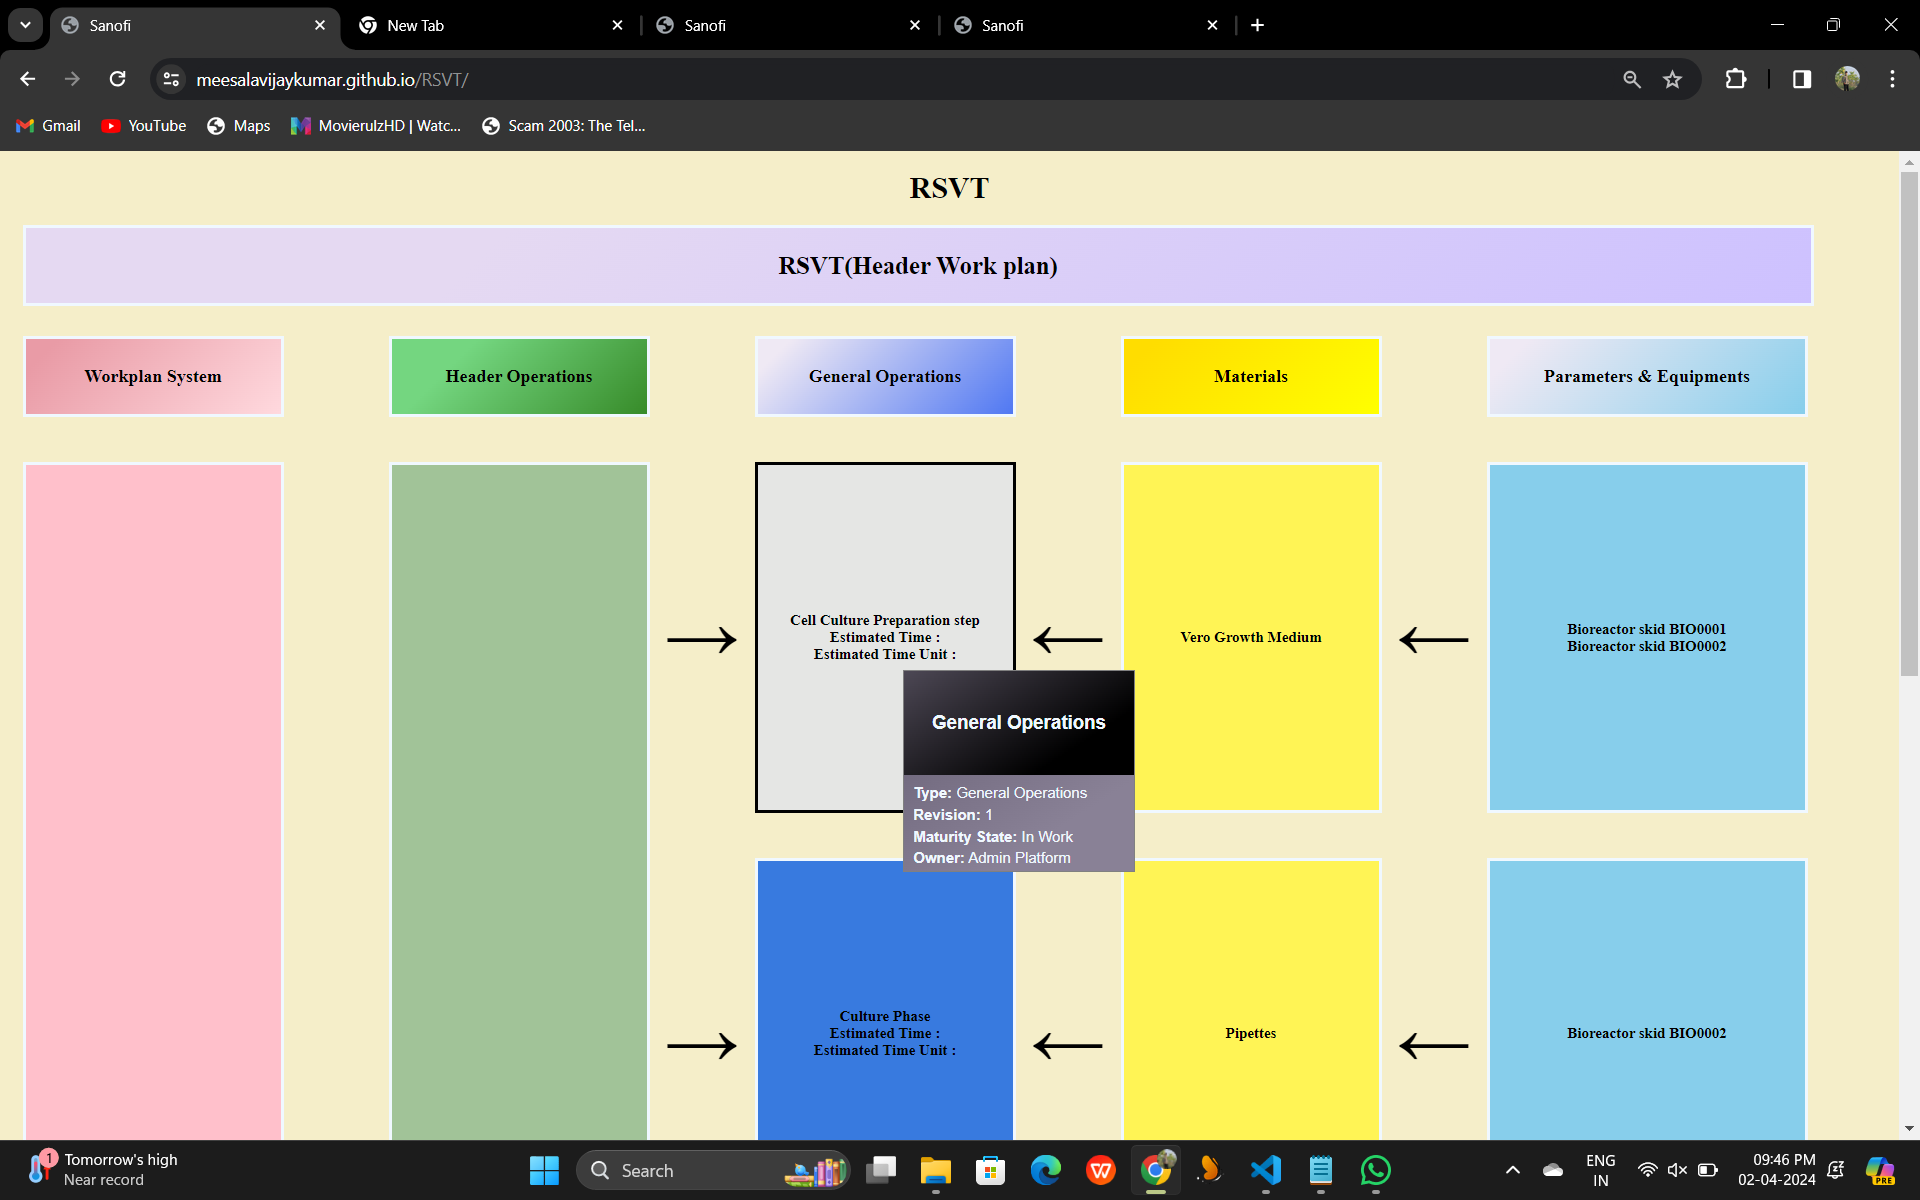 Sanofi
New Tab
Sanofi
Sanofi
meesalavijaykumar.github.io/RSVT/
Gmail
YouTube
Maps
MovierulzHD | Watc...
Scam 2003: The Tel...
RSVT
RSVT(Header Work plan)
Workplan System
Header Operations
General Operations
Materials
Parameters & Equipments
Cell Culture Preparation step
Estimated Time :
Estimated Time Unit :
Vero Growth Medium
Bioreactor skid BIO0001
Bioreactor skid BIO0002
General Operations
Type: General Operations
Revision: 1
Maturity State: In Work
Owner: Admin Platform
Culture Phase
Estimated Time :
Estimated Time Unit :
Pipettes
Bioreactor skid BIO0002
1
Tomorrow's high
Near record
Search
W
ENG
IN
09:46 PM
02-04-2024
PRE